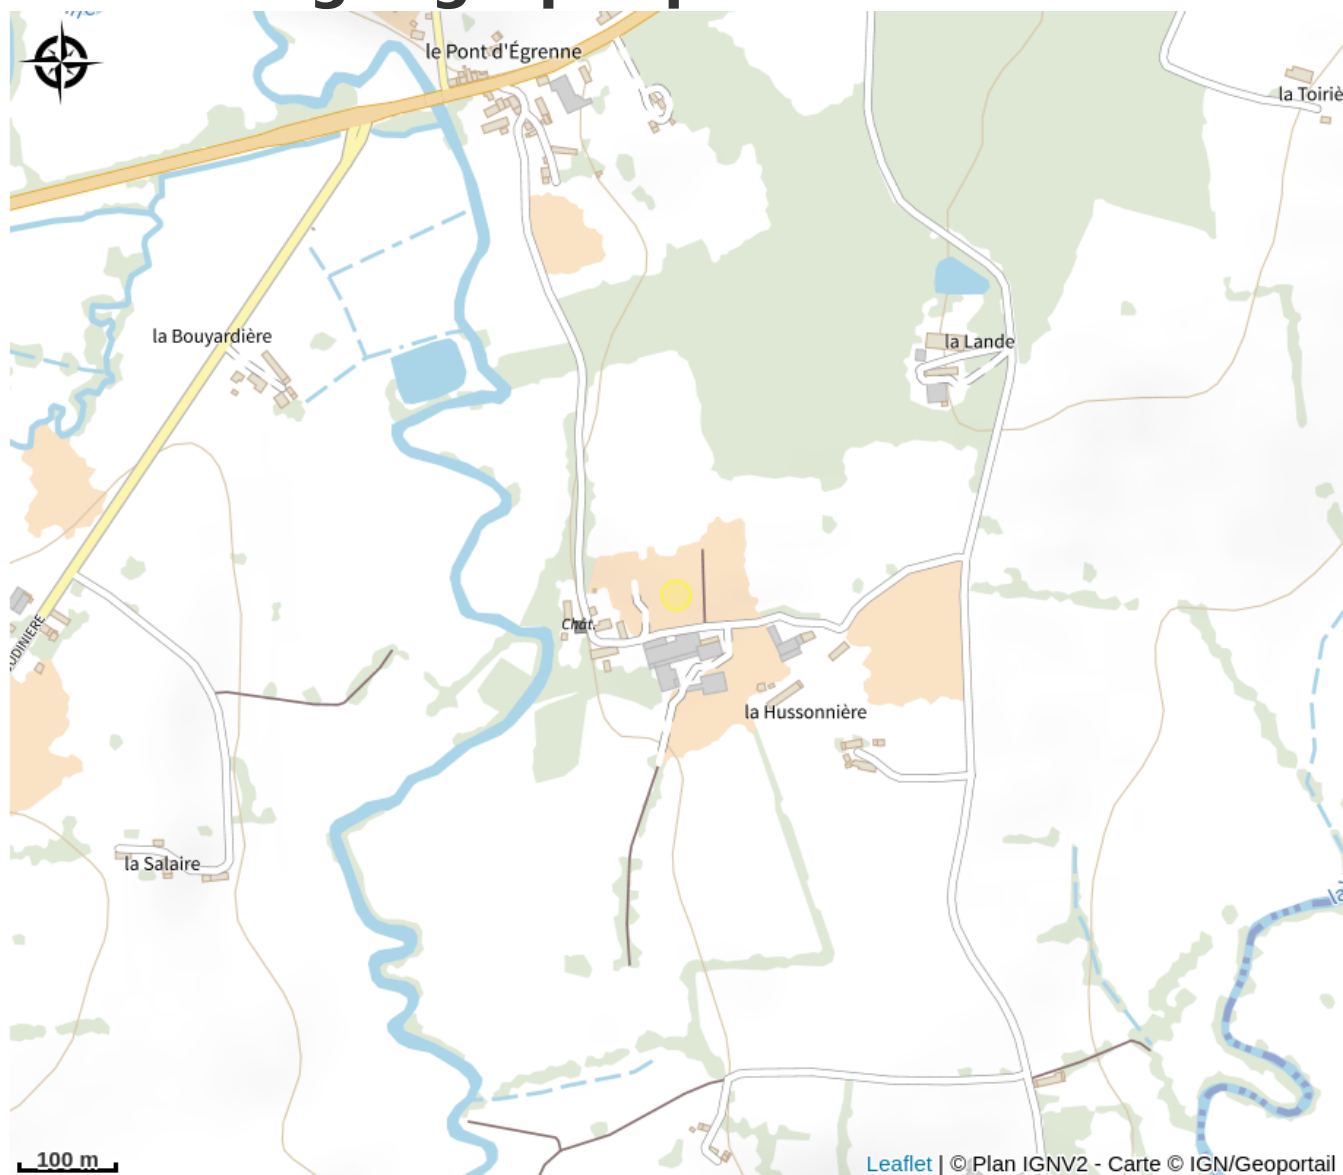 le Pont d'Égrenne
la Toiriè
la Bouyardière
la Lande
Chât.
UDINIERE
la Hussonnière
la Salaire
la
100 m
Leaflet | © Plan IGNV2 - Carte © IGN/Geoportail